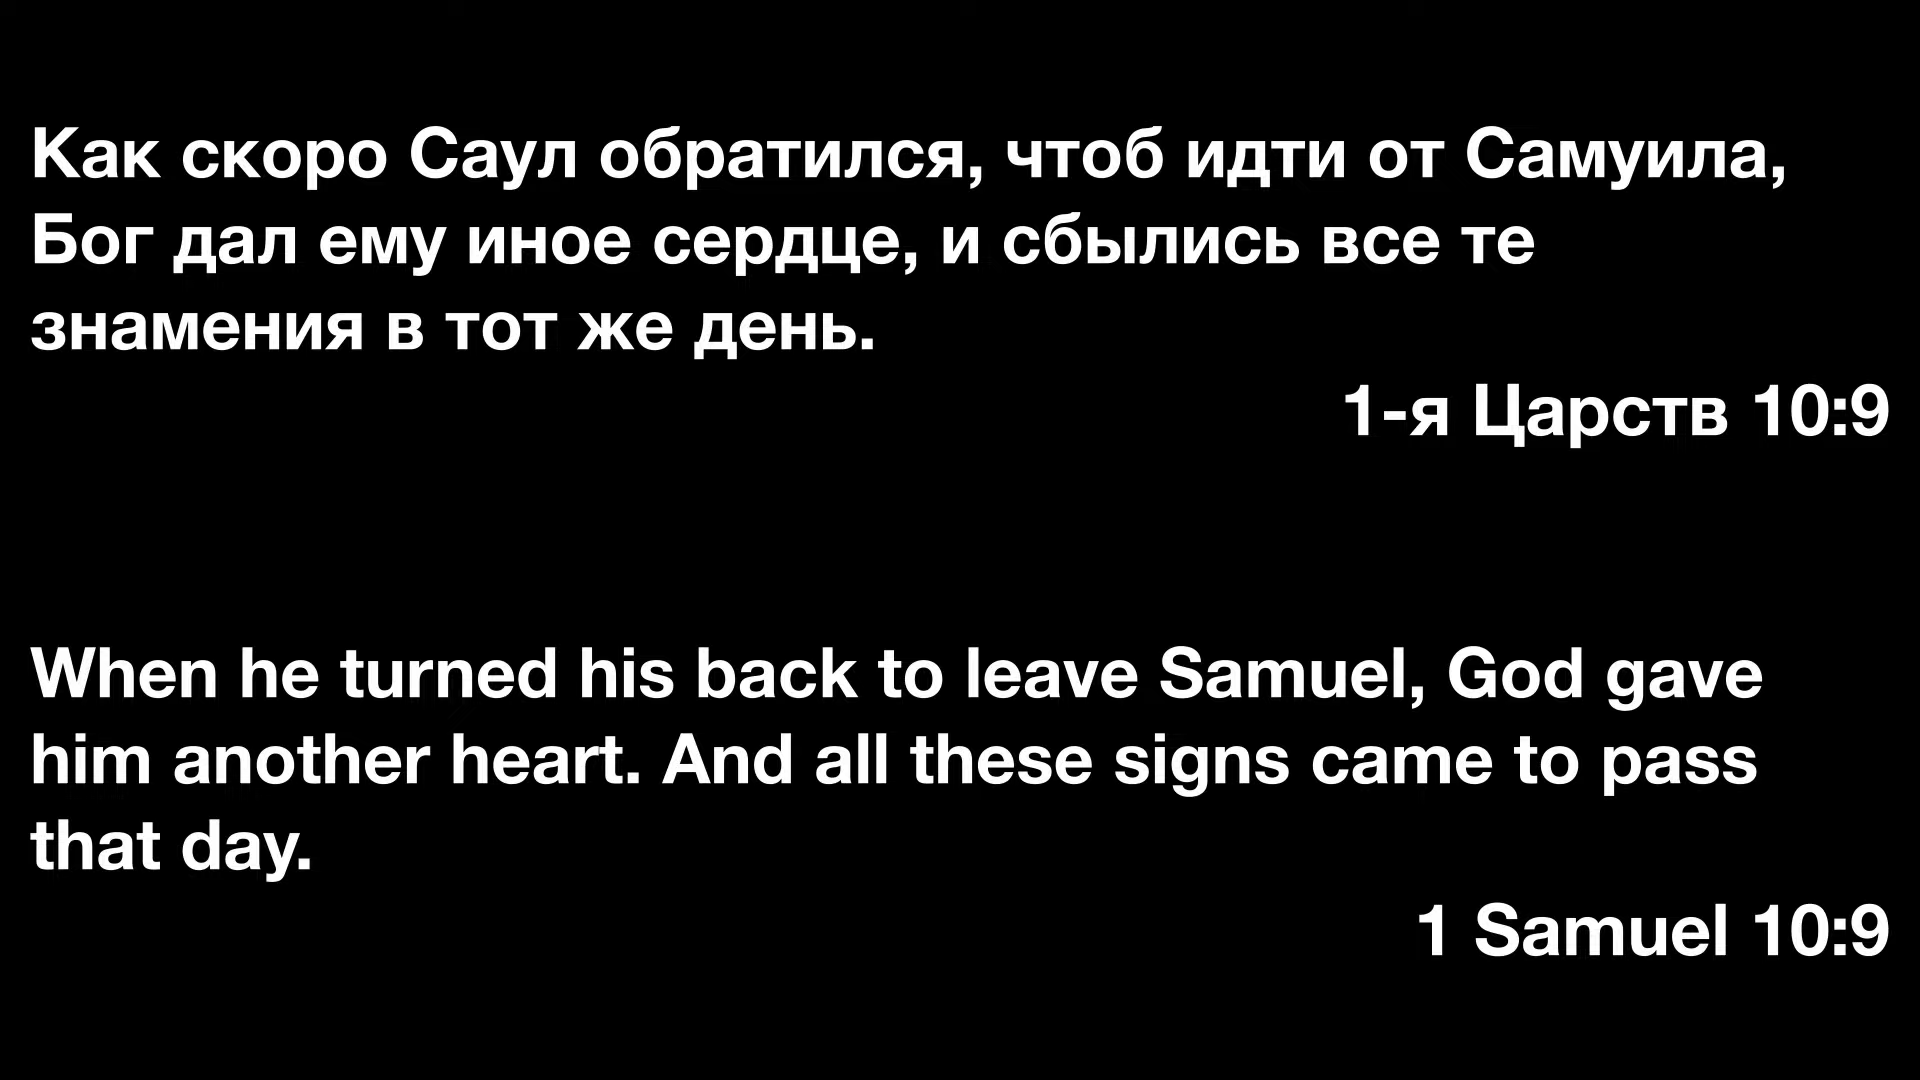 Как скоро Саул обратился, чтоб идти от Самуила,
Бог дал ему иное сердце, и сбылись все те
знамения в тот же день.
1-я Царств 10:9
When he turned his back to leave Samuel, God gave
him another heart. And all these signs came to pass
that day.
1 Samuel 10:9